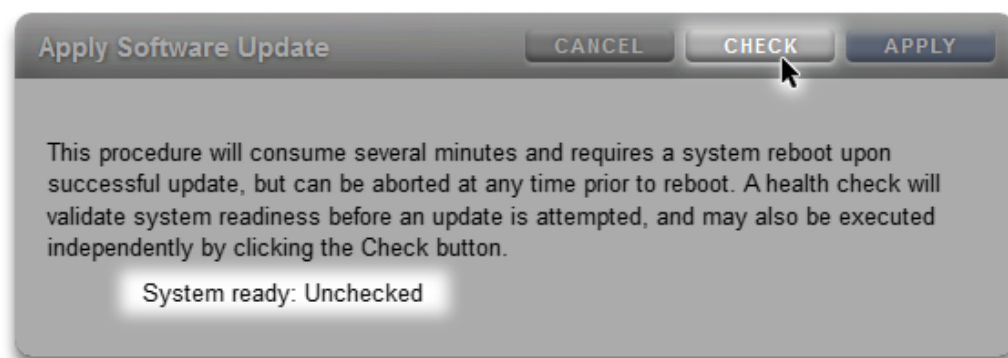 Apply Software Update CANCEL CHECK APPLY
This procedure will consume several minutes and requires a system reboot upon
successful update, but can be aborted at any time prior to reboot. A health check will
validate system readiness before an update is attempted, and may also be executed
independently by clicking the Check button.
System ready: Unchecked